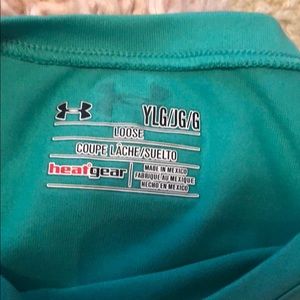 YLG/JG/G
LOOSE
COUPE LÂCHE/SUELTO
heatgear
MADE IN MEXICO
FABRIQUÉ AU MEXIQUE
HECHO EN MEXICO